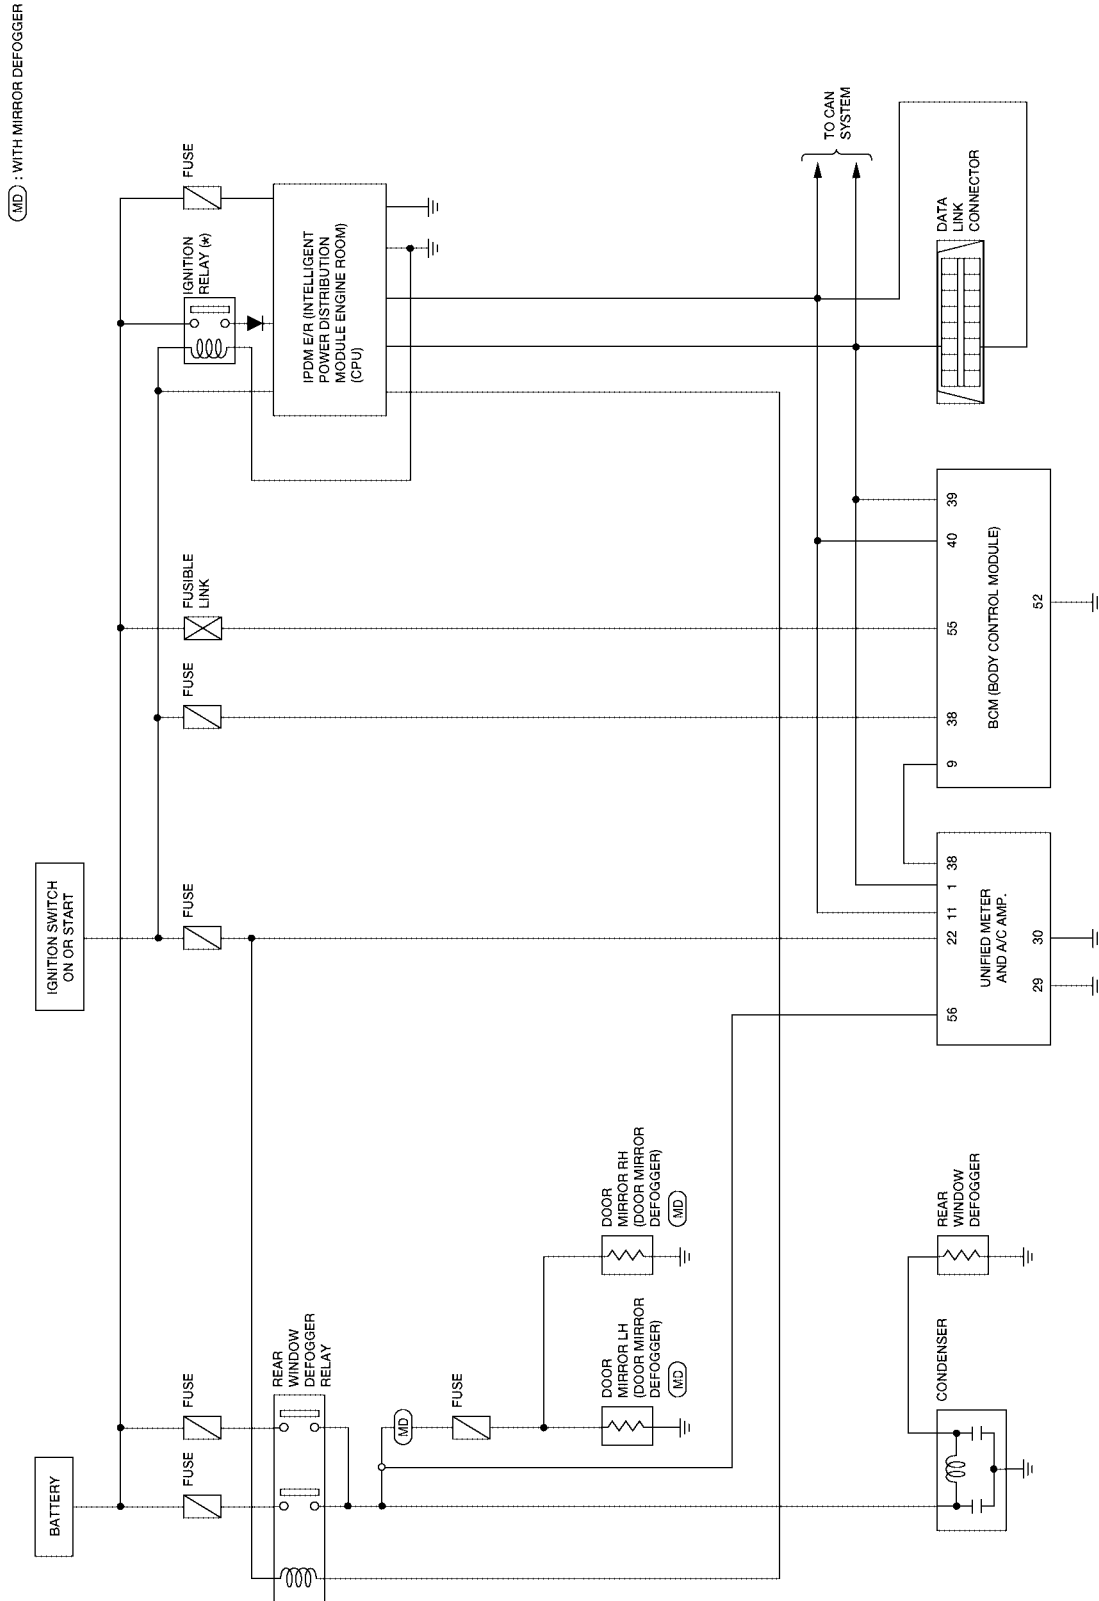 MD : WITH MIRROR DEFOGGER
BATTERY
IGNITION SWITCH
ON OR START
FUSE
FUSE
FUSE
FUSE
FUSIBLE
LINK
IGNITION
RELAY (*)
FUSE
REAR
WINDOW
DEFOGGER
RELAY
IPDM E/R (INTELLIGENT
POWER DISTRIBUTION
MODULE ENGINE ROOM)
(CPU)
MD
FUSE
DOOR
MIRROR LH
(DOOR MIRROR
DEFOGGER)
MD
DOOR
MIRROR RH
(DOOR MIRROR
DEFOGGER)
MD
TO CAN
SYSTEM
CONDENSER
REAR
WINDOW
DEFOGGER
56
22
11
1
38
UNIFIED METER
AND A/C AMP.
29
30
9
38
55
40
39
BCM (BODY CONTROL MODULE)
52
DATA
LINK
CONNECTOR